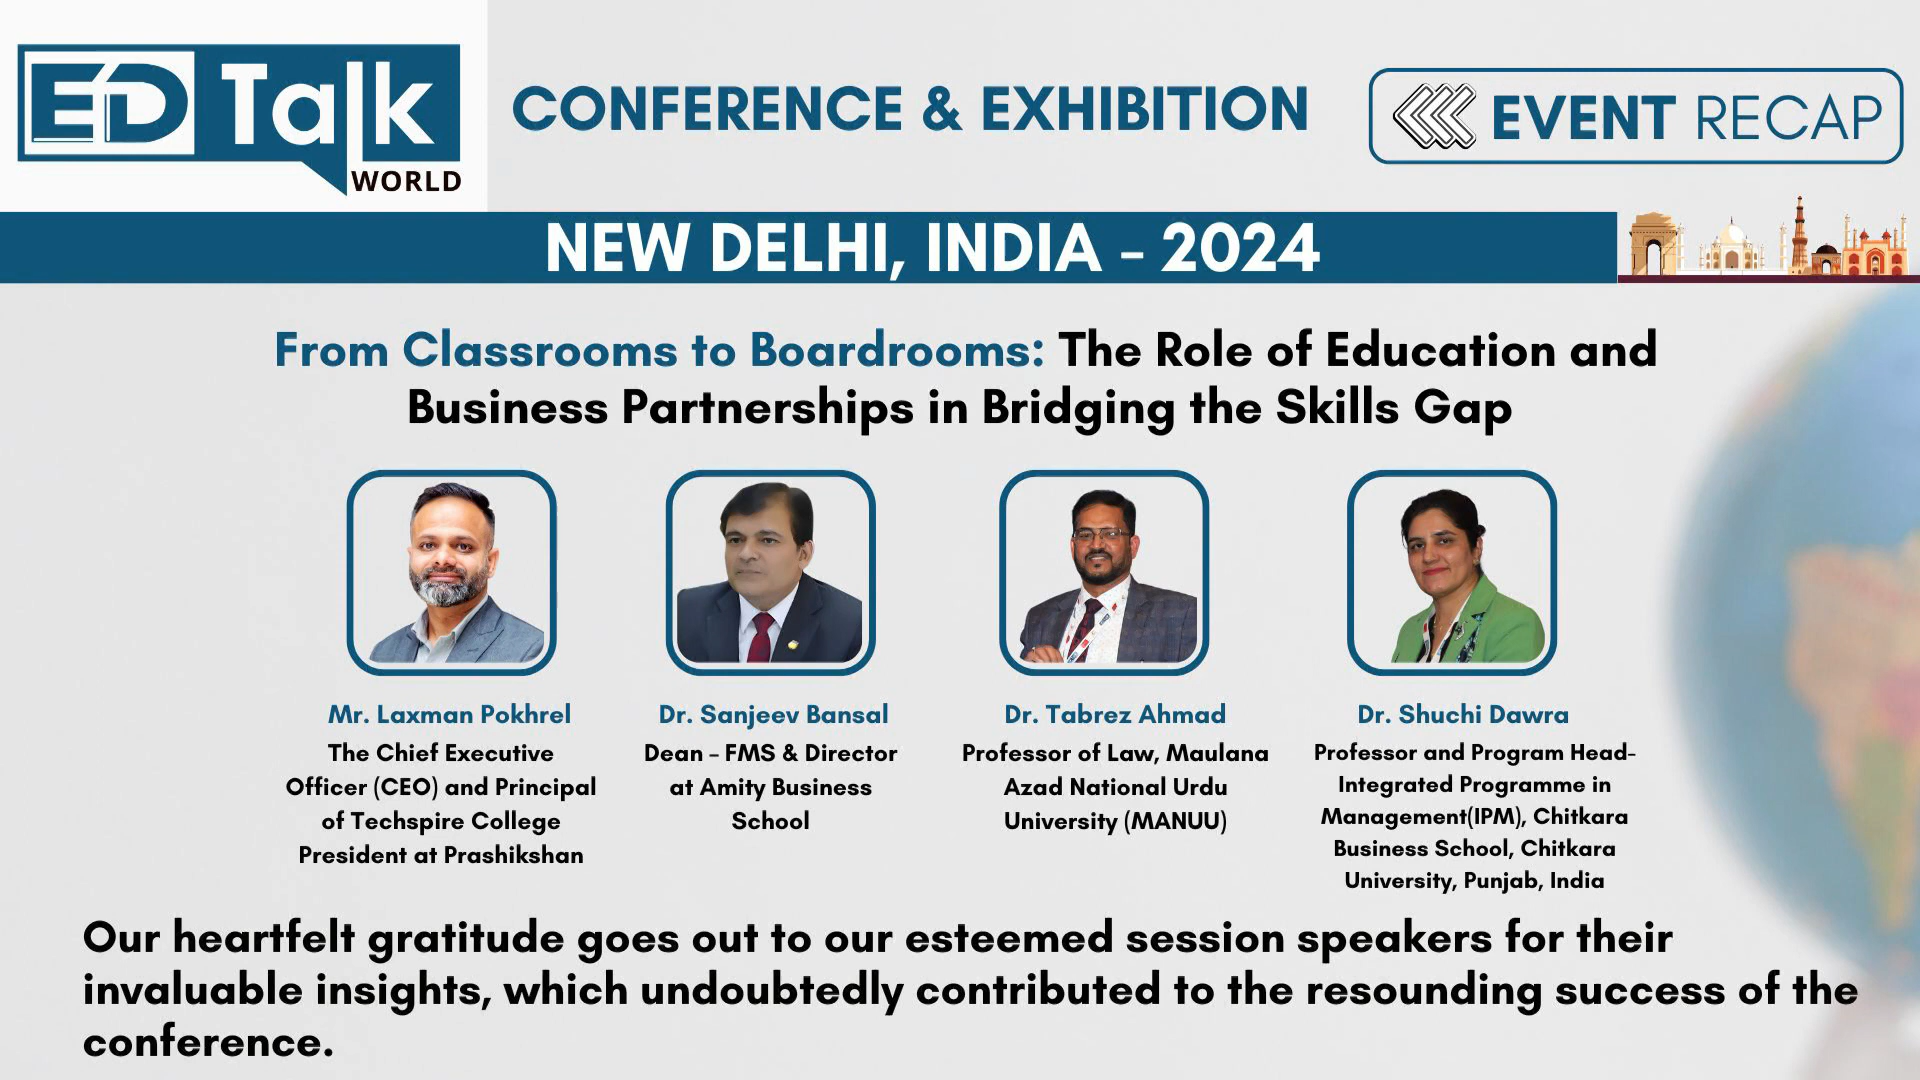 ED Talk
WORLD
CONFERENCE & EXHIBITION
EVENT RECAP
NEW DELHI, INDIA – 2024
From Classrooms to Boardrooms: The Role of Education and
Business Partnerships in Bridging the Skills Gap
Mr. Laxman Pokhrel
The Chief Executive
Officer (CEO) and Principal
of Techspire College
President at Prashikshan
Dr. Sanjeev Bansal
Dean – FMS & Director
at Amity Business
School
Dr. Tabrez Ahmad
Professor of Law, Maulana
Azad National Urdu
University (MANUU)
Dr. Shuchi Dawra
Professor and Program Head-
Integrated Programme in
Management(IPM), Chitkara
Business School, Chitkara
University, Punjab, India
Our heartfelt gratitude goes out to our esteemed session speakers for their
invaluable insights, which undoubtedly contributed to the resounding success of the
conference.